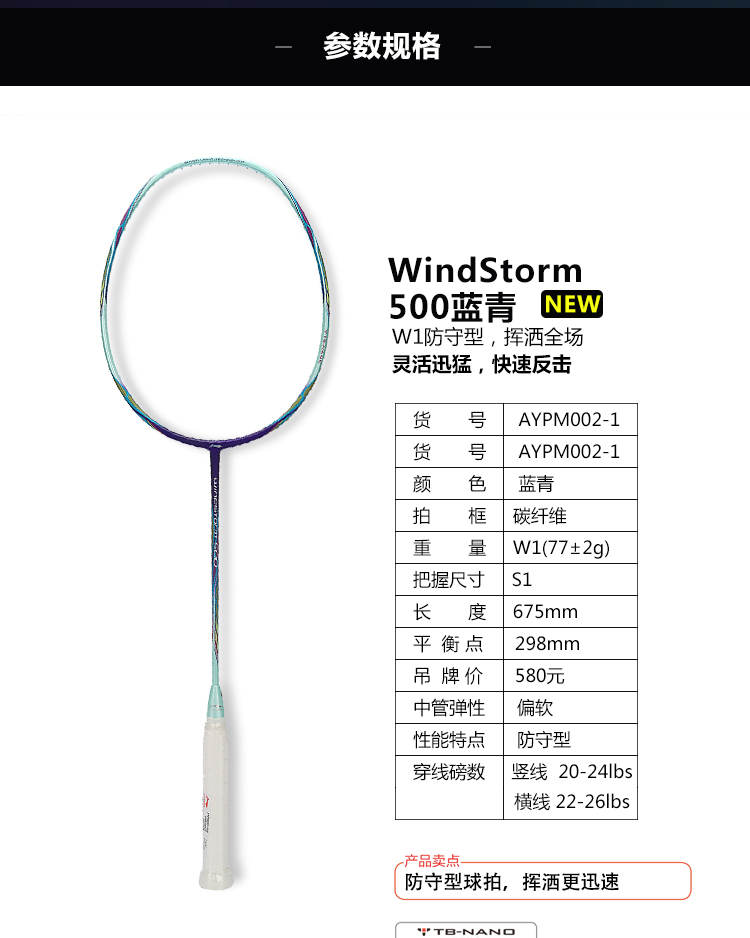 参数规格
WindStorm
500蓝青 NEW
W1防守型，挥洒全场
灵活迅猛，快速反击
货号 AYPM002-1
货号 AYPM002-1
颜色 蓝青
拍框 碳纤维
重量 W1(77±2g)
把握尺寸 S1
长度 675mm
平衡点 298mm
吊牌价 580元
中管弹性 偏软
性能特点 防守型
穿线磅数 竖线 20-24lbs
横线 22-26lbs
产品卖点
防守型球拍，挥洒更迅速
TB-NANO
WINDSTORM 500